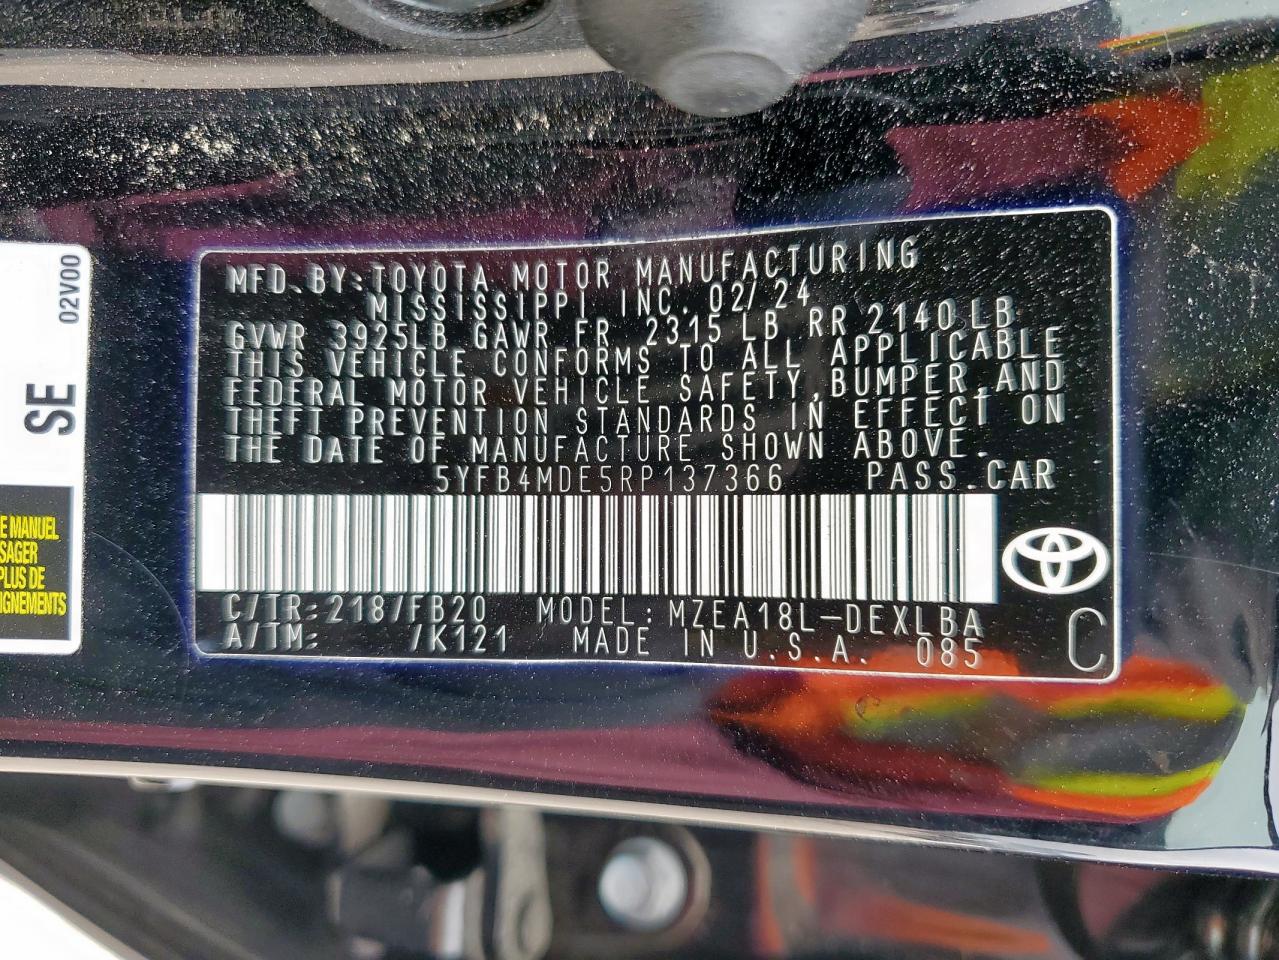 MFD. BY: TOYOTA MOTOR MANUFACTURING
MISSISSIPPI INC. 02/24
GVWR 3925LB GAWR FR 2315 LB RR 2140 LB
THIS VEHICLE CONFORMS TO ALL APPLICABLE
FEDERAL MOTOR VEHICLE SAFETY, BUMPER, AND
THEFT PREVENTION STANDARDS IN EFFECT ON
THE DATE OF MANUFACTURE SHOWN ABOVE.
5YFB4MDE5RP137366 PASS. CAR
C/TR: 218/FB20 MODEL: MZEA18L-DEXLBA
A/TM: /K121 MADE IN U.S.A. 085
C
02V00
SE
E MANUEL
SAGER
PLUS DE
IGNEMENTS